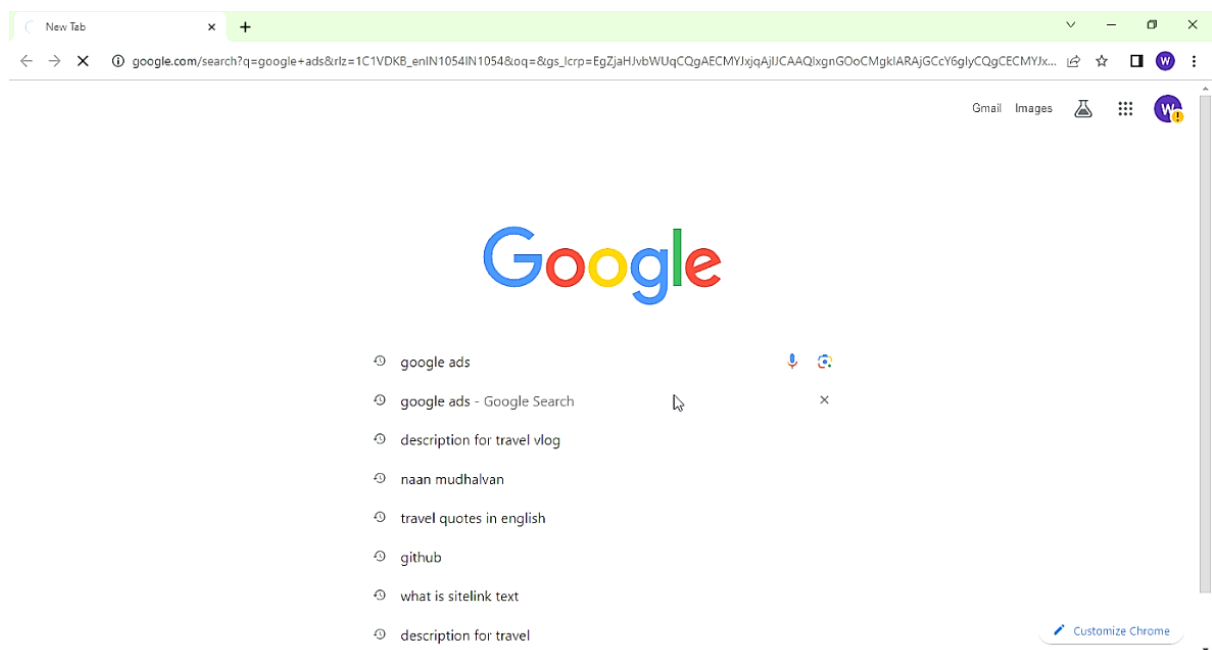 New Tab
google.com/search?q=google+ads&rlz=1C1VDKB_enIN1054IN1054&oq=&gs_lcrp=EgZjaHJvbWUqCQgAECMYJxjqAjIJCAAQIxgnGOoCMgkIARAjGCcY6gIyCQgCECMYJx...
W
Gmail Images
W
Google
google ads
google ads - Google Search
description for travel vlog
naan mudhalvan
travel quotes in english
github
what is sitelink text
description for travel
Customize Chrome